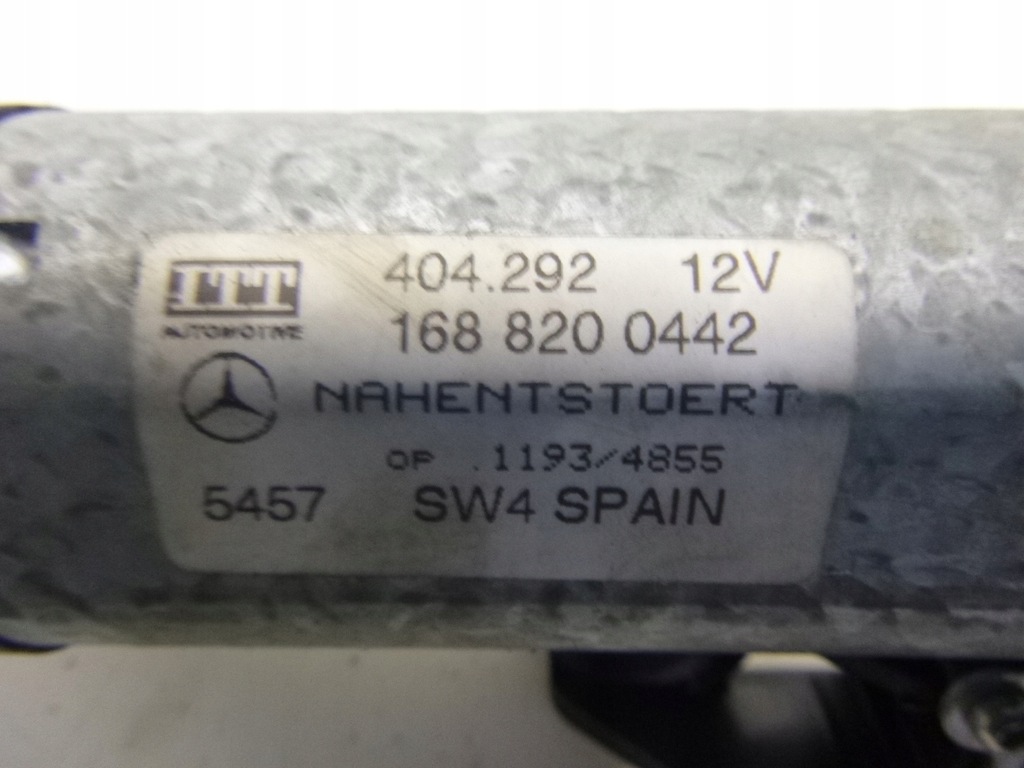 ITT 404.292 12V
AUTOMOTIVE 168 820 0442
NAHENTSTOERT
OP .1193/4855
5457 SW4 SPAIN